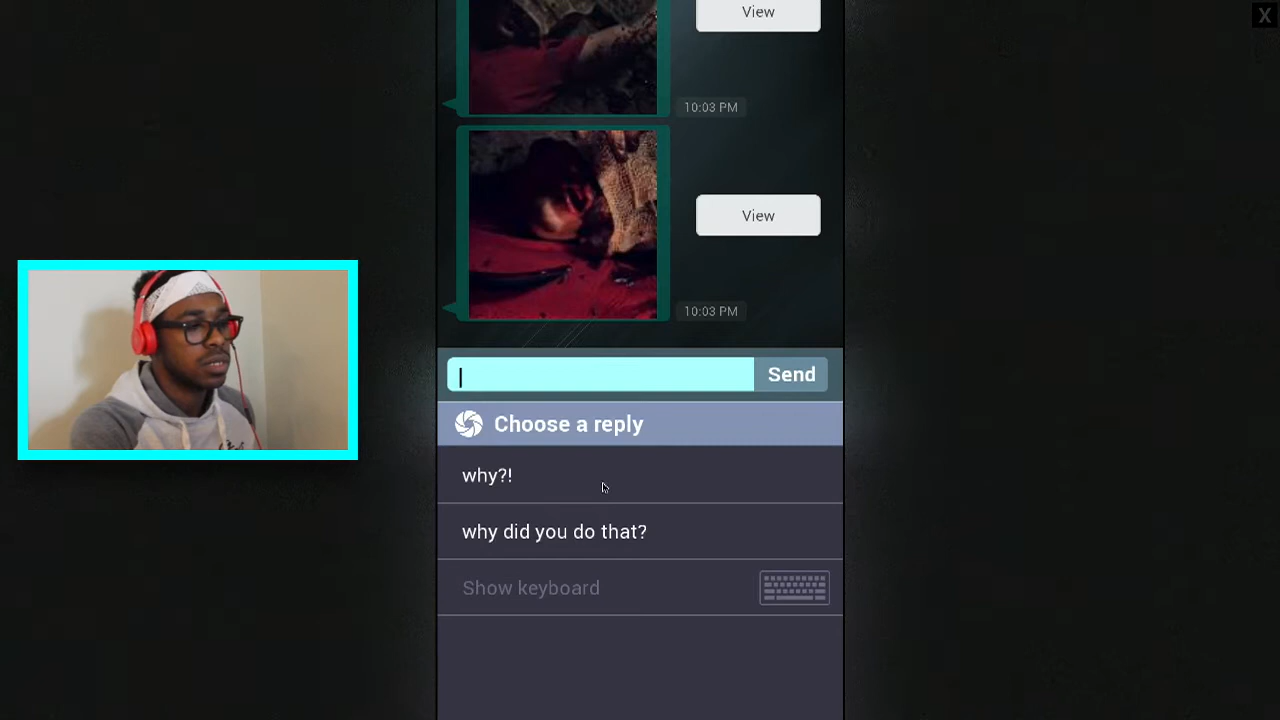 X
View
10:03 PM
View
10:03 PM
Send
Choose a reply
why?!
why did you do that?
Show keyboard